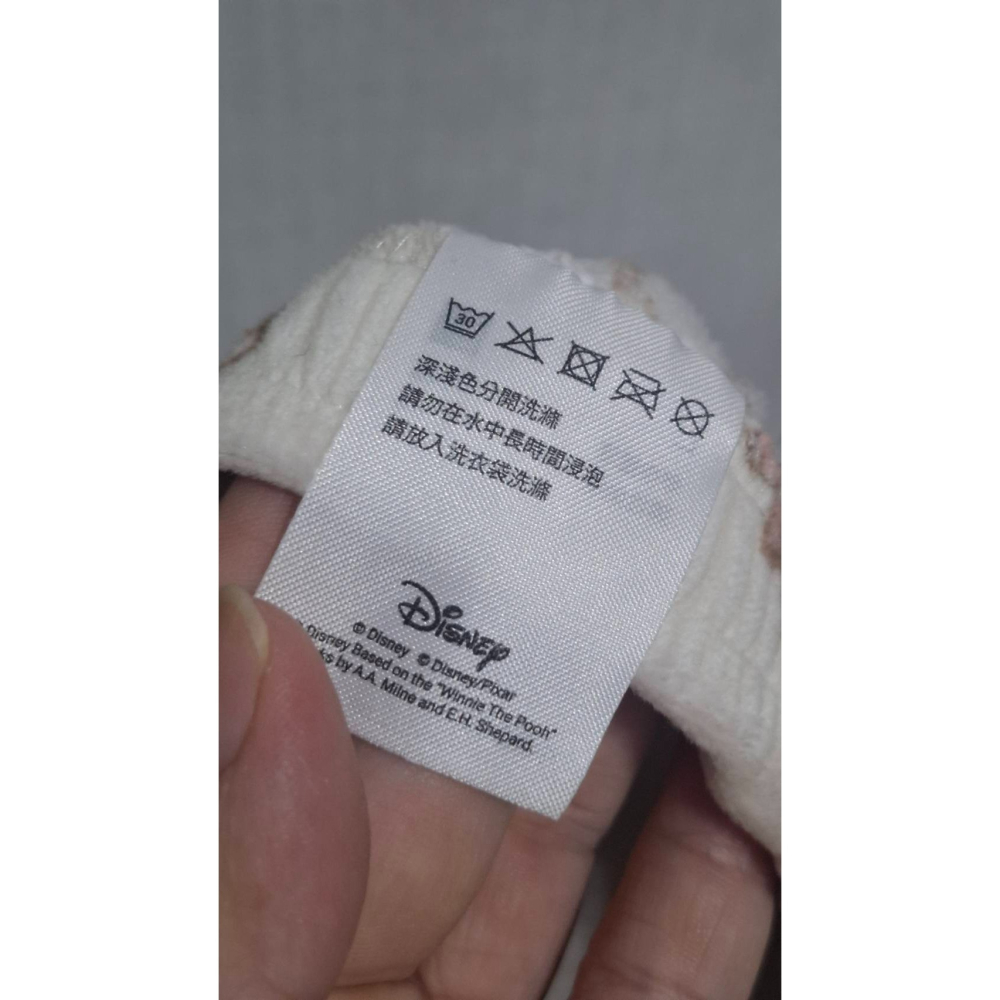 30
深淺色分開洗滌
請勿在水中長時間浸泡
請放入洗衣袋洗滌
Disney
© Disney © Disney/Pixar
Disney Based on the "Winnie The Pooh"
by A.A. Milne and E.H. Shepard.